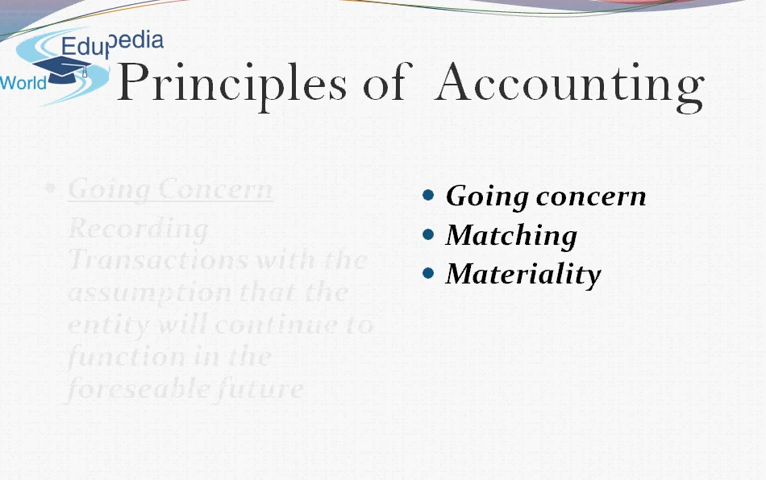 Edupedia
World
Principles of Accounting
• Going Concern
Recording
Transactions with the
assumption that the
entity will continue to
function in the
foreseable future
• Going concern
• Matching
• Materiality